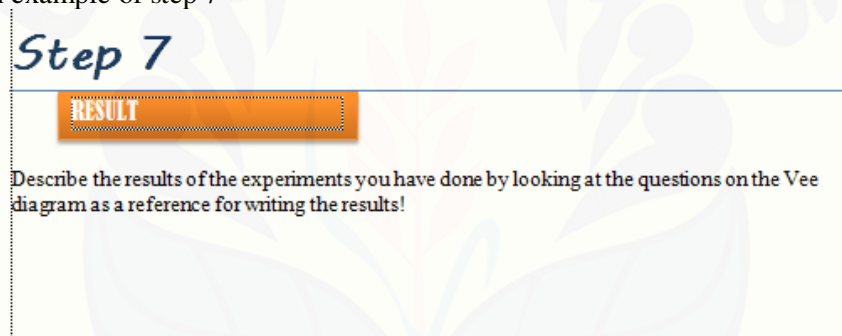 example of step 7
Step 7
RESULT
Describe the results of the experiments you have done by looking at the questions on the Vee
diagram as a reference for writing the results!